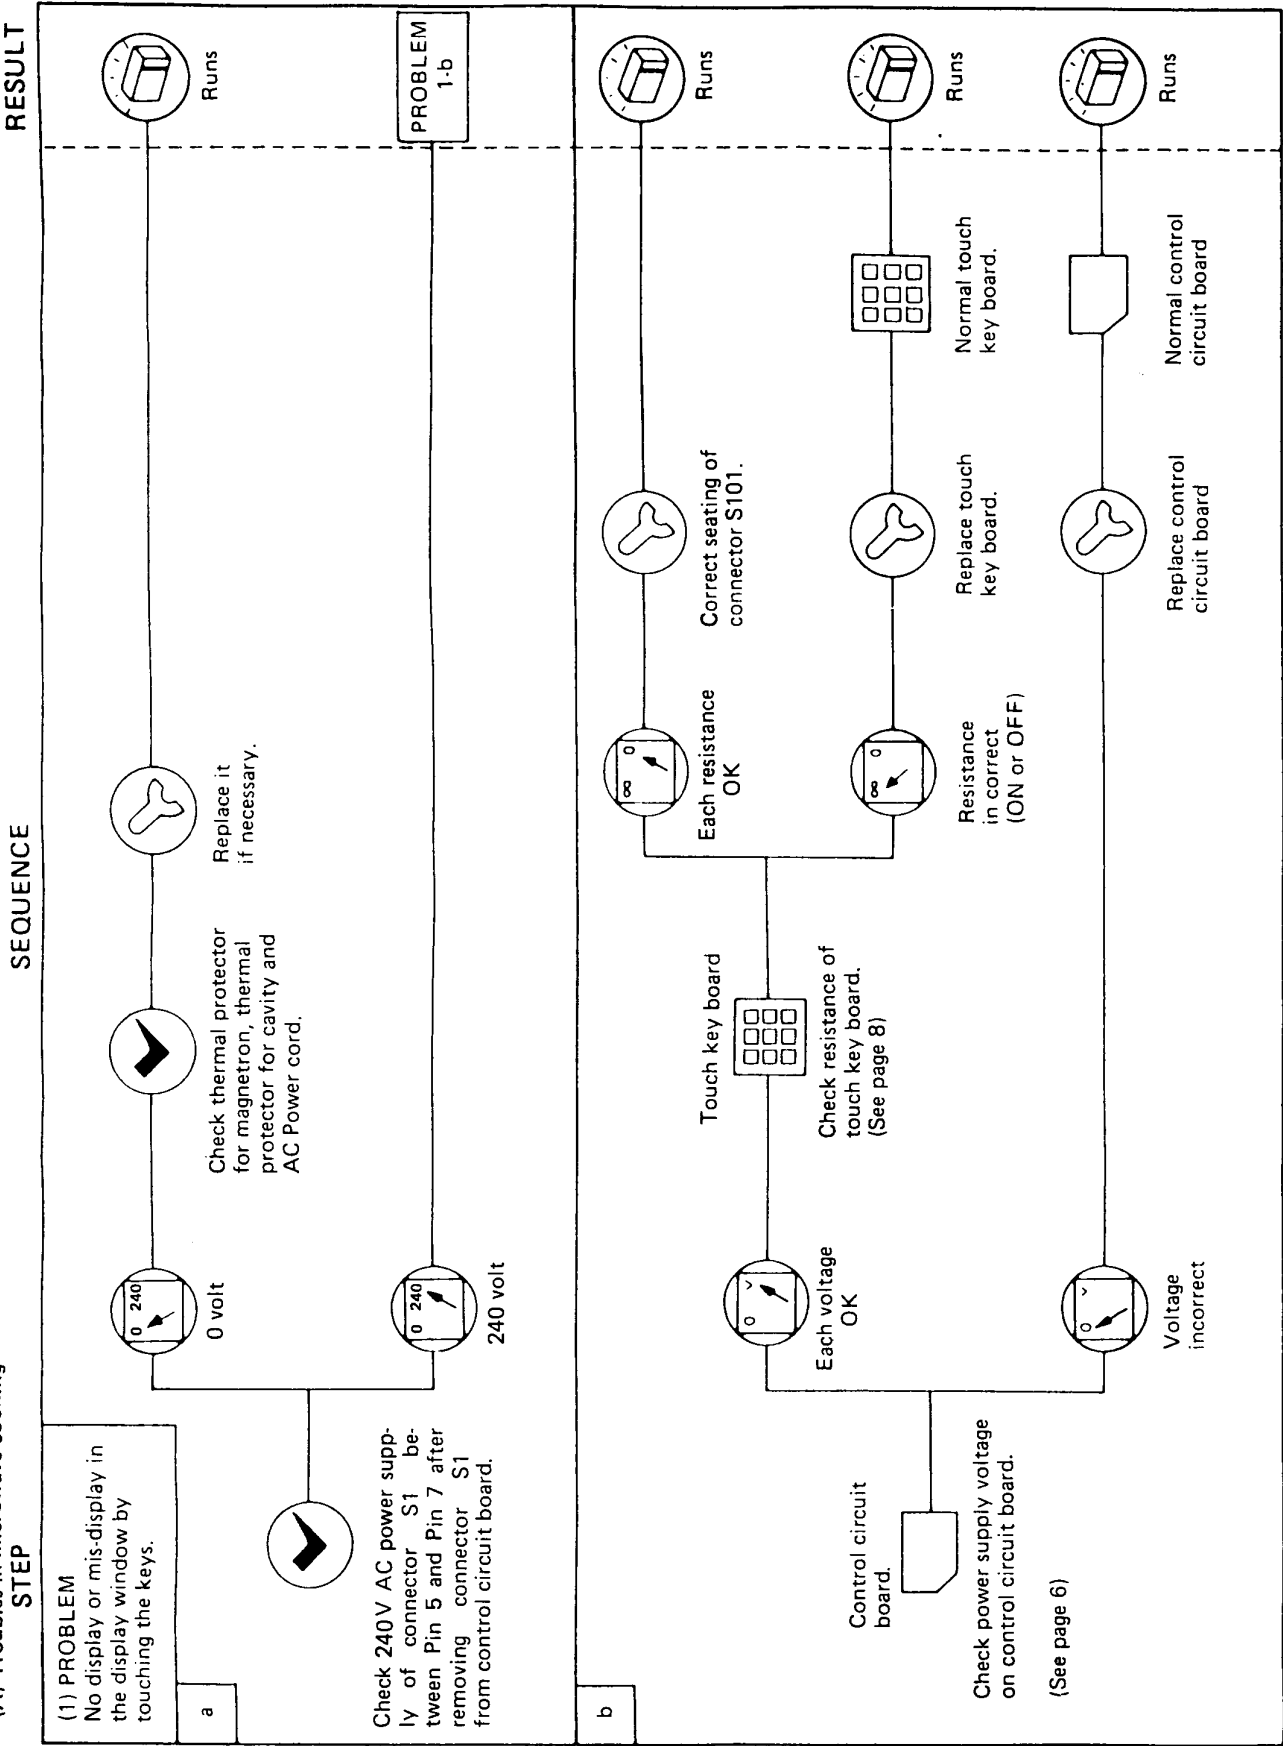 STEP
SEQUENCE
RESULT
(1) PROBLEM
No display or mis-display in
the display window by
touching the keys.
a
Check 240V AC power supp-
ly of connector S1 be-
tween Pin 5 and Pin 7 after
removing connector S1
from control circuit board.
0 240
0 volt
Check thermal protector
for magnetron, thermal
protector for cavity and
AC Power cord.
Replace it
if necessary.
Runs
0 240
240 volt
PROBLEM
1-b
b
Control circuit
board.
Check power supply voltage
on control circuit board.
(See page 6)
0 V
Each voltage
OK
Touch key board
Check resistance of
touch key board.
(See page 8)
∞ 0
Each resistance
OK
Correct seating of
connector S101.
Runs
∞ 0
Resistance
in correct
(ON or OFF)
Replace touch
key board.
Normal touch
key board.
Runs
0 V
Voltage
incorrect
Replace control
circuit board
Normal control
circuit board
Runs